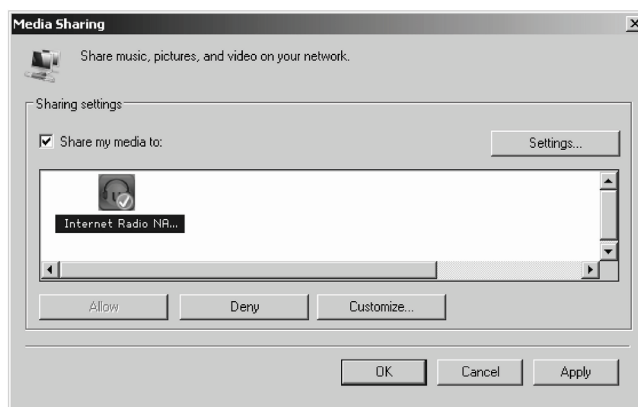 Media Sharing
Share music, pictures, and video on your network.
Sharing settings
Share my media to:
Settings...
Internet Radio NA...
Allow
Deny
Customize...
OK
Cancel
Apply